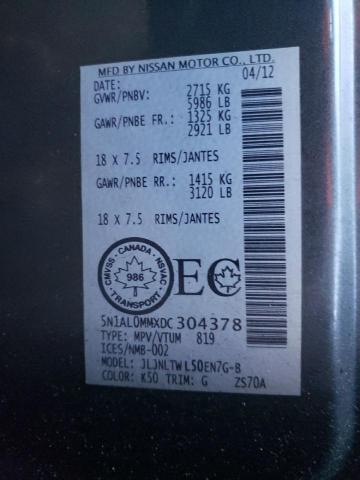 MFD BY NISSAN MOTOR CO., LTD.
DATE: 04/12
GVWR/PNBV: 2715 KG
5986 LB
GAWR/PNBE FR.: 1325 KG
2921 LB
18 X 7.5 RIMS/JANTES
GAWR/PNBE RR.: 1415 KG
3120 LB
18 X 7.5 RIMS/JANTES
CMVSS - CANADA - NSVAC
986
TRANSPORT
EC
5N1AL0MMXDC304378
TYPE: MPV/VTUM 819
ICES/NMB-002
MODEL: JLJNLTWL50EN7G-B
COLOR: K50 TRIM: G ZS70A